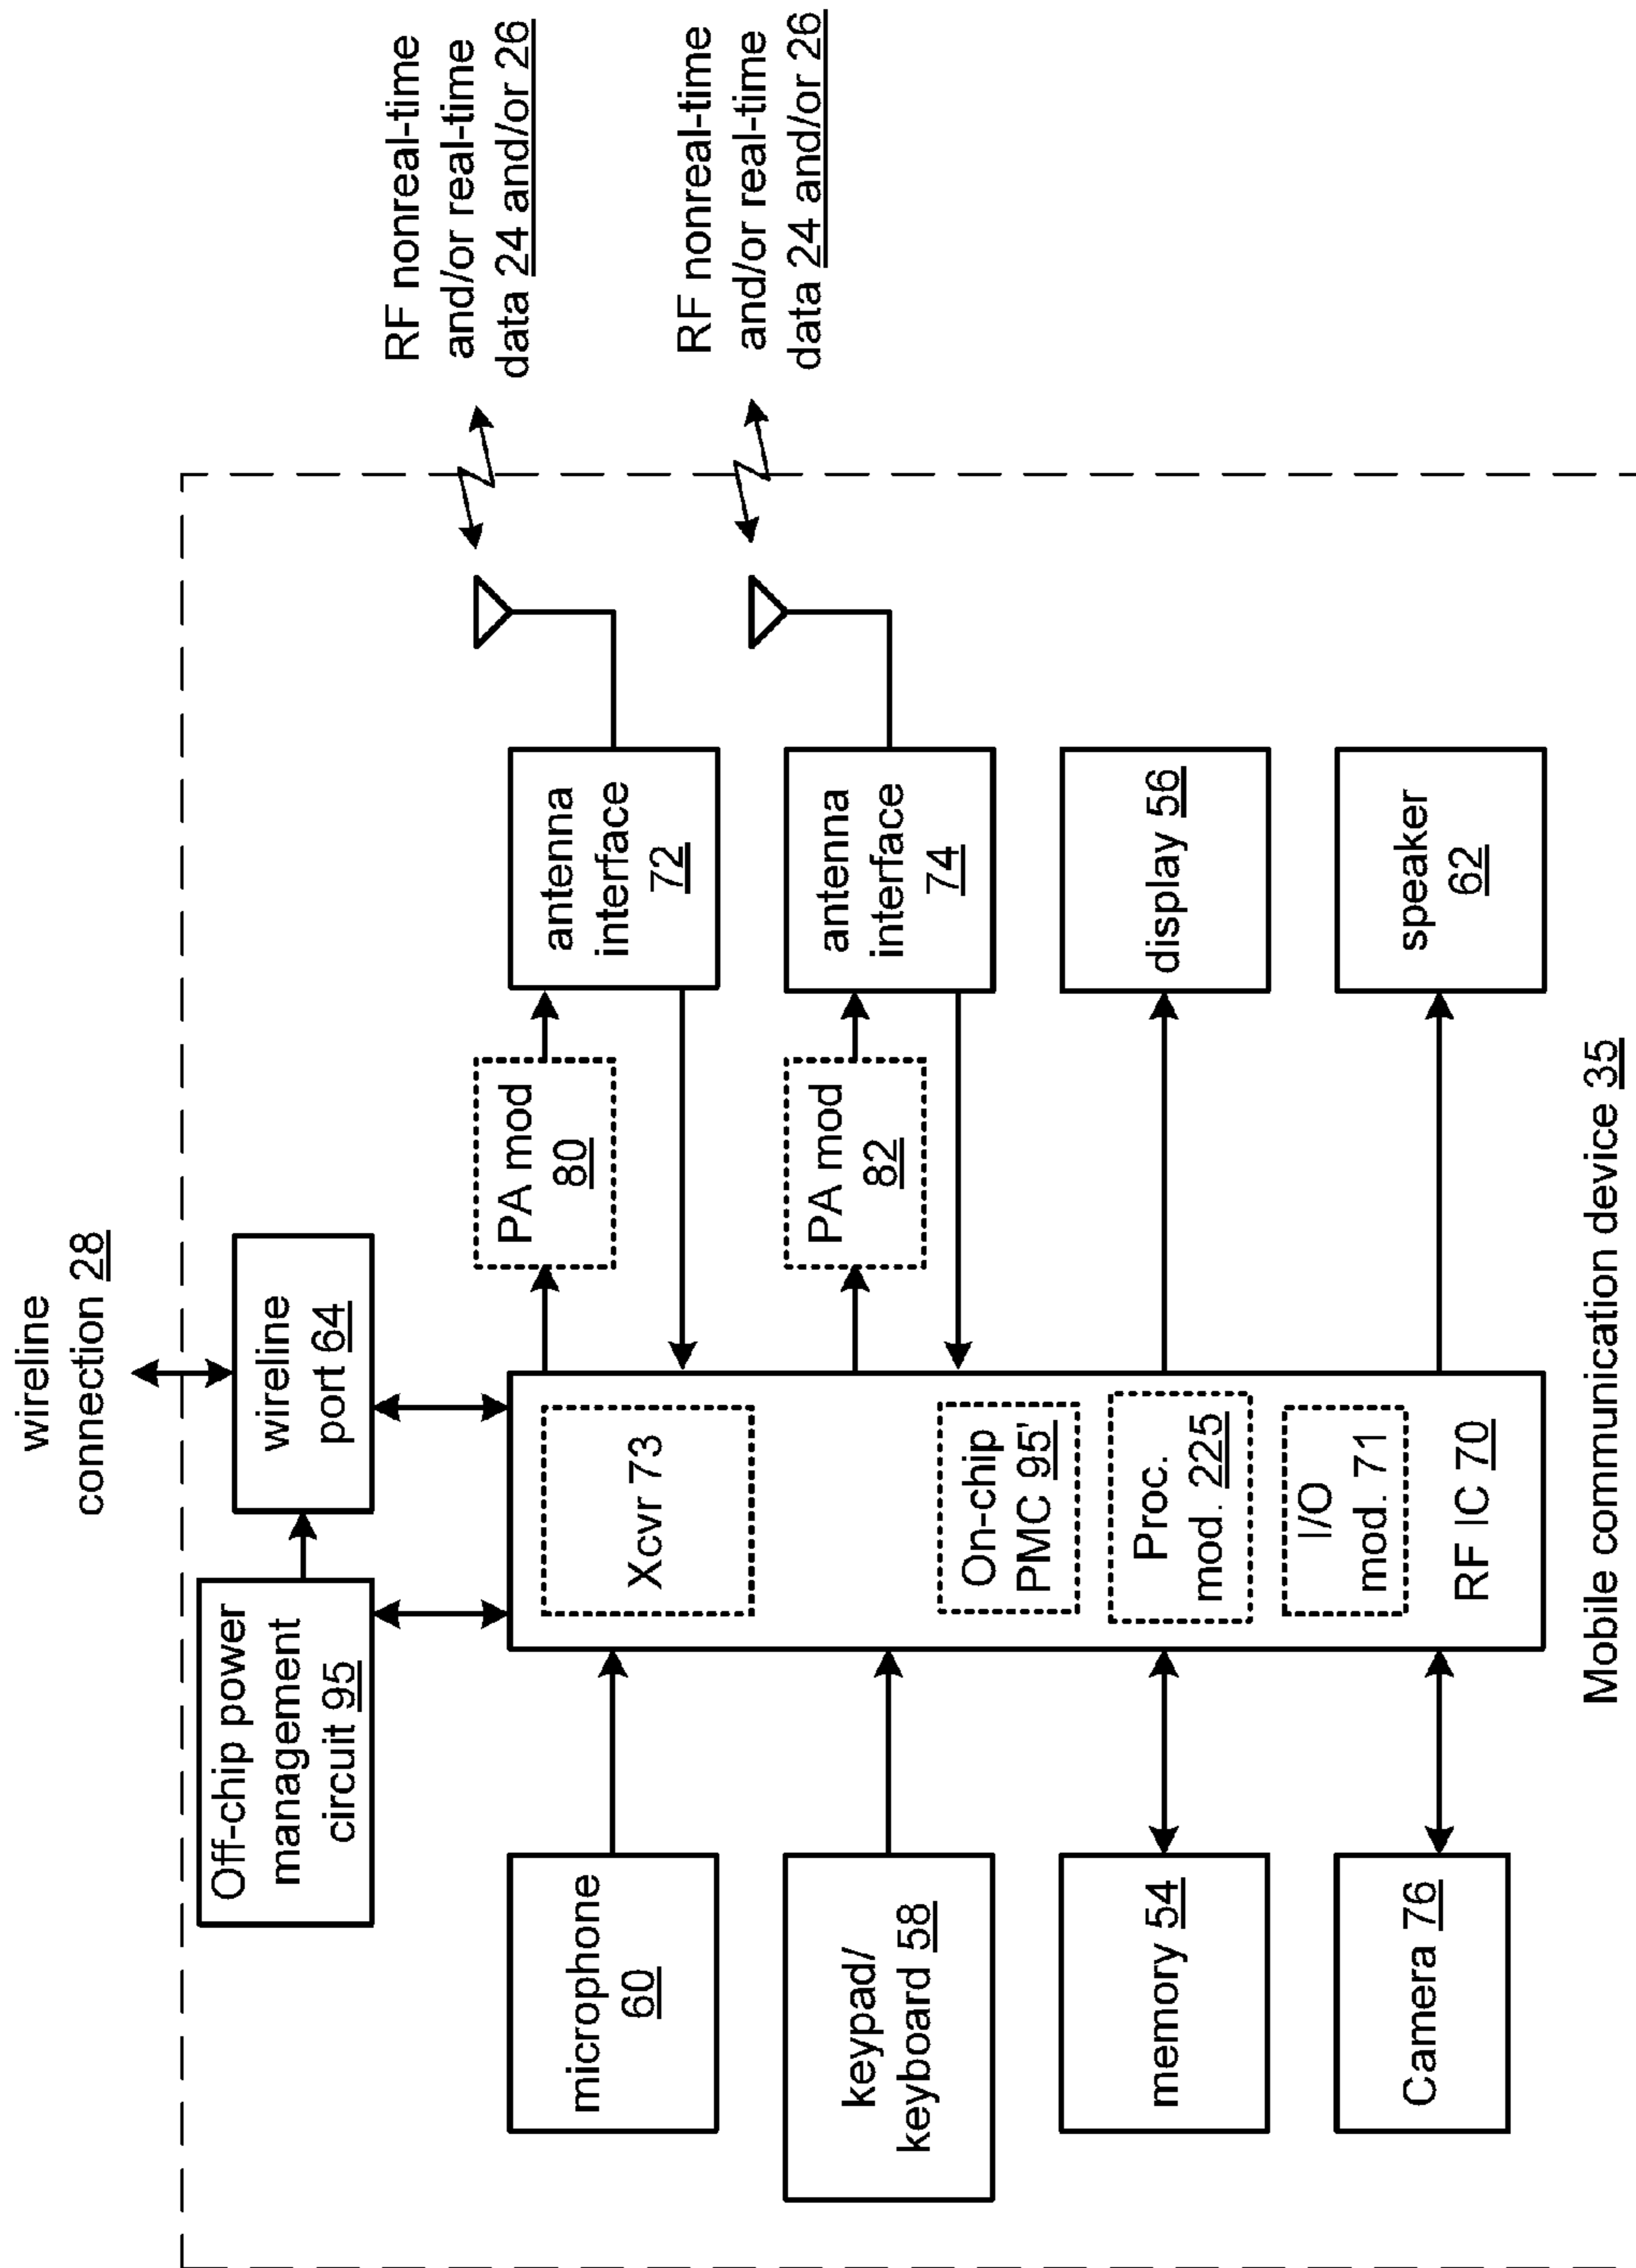 wireline
connection 28
Off-chip power
management
circuit 95
wireline
port 64
RF nonreal-time
and/or real-time
data 24 and/or 26
microphone
60
Xcvr 73
PA mod
80
antenna
interface
72
RF nonreal-time
and/or real-time
data 24 and/or 26
keypad/
keyboard 58
On-chip
PMC 95'
PA mod
82
antenna
interface
74
memory 54
Proc.
mod. 225
display 56
Camera 76
I/O
mod. 71
RF IC 70
speaker
62
Mobile communication device 35